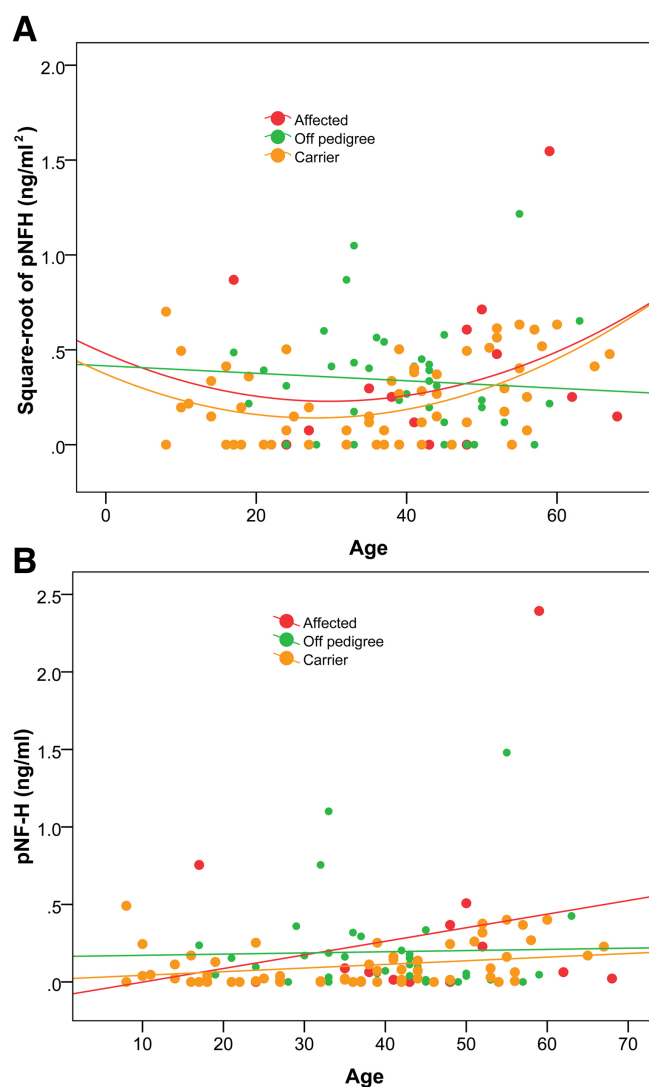 A
2.0
1.5
1.0
.5
.0
Square-root of pNFH (ng/ml²)
Affected
Off pedigree
Carrier
0 20 40 60
Age
B
2.5
2.0
1.5
1.0
.5
.0
pNF-H (ng/ml)
Affected
Off pedigree
Carrier
10 20 30 40 50 60 70
Age